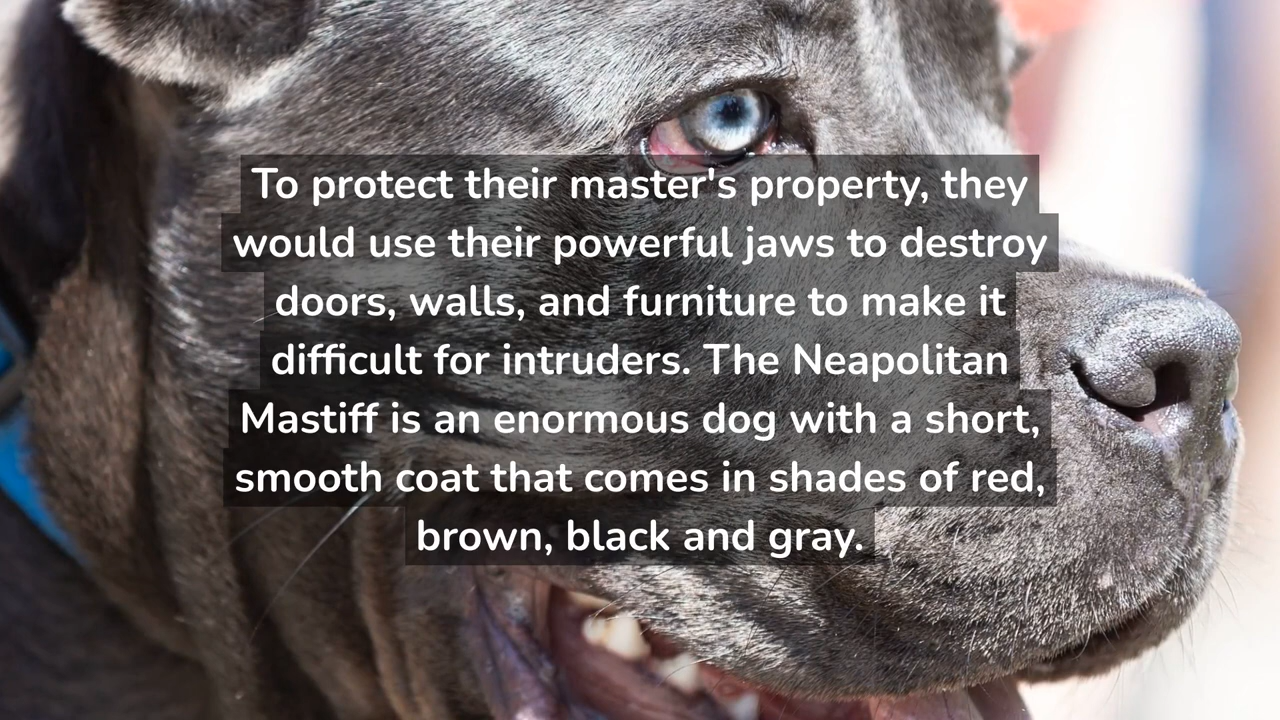 To protect their master's property, they
would use their powerful jaws to destroy
doors, walls, and furniture to make it
difficult for intruders. The Neapolitan
Mastiff is an enormous dog with a short,
smooth coat that comes in shades of red,
brown, black and gray.